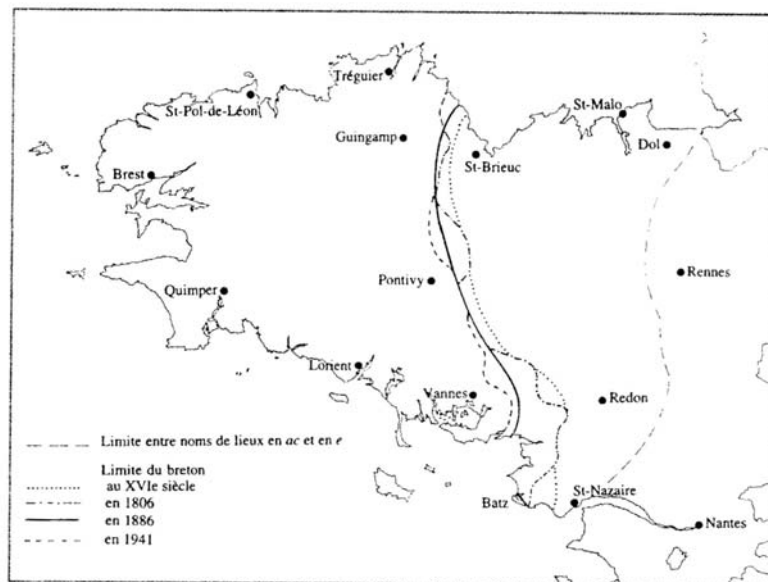 Tréguier
St-Pol-de-Léon
St-Malo
Guingamp
Dol
St-Brieuc
Brest
Rennes
Pontivy
Quimper
Lorient
Vannes
Redon
Limite entre noms de lieux en ac et en e
Limite du breton
au XVIe siècle
St-Nazaire
en 1806
Batz
en 1886
Nantes
en 1941